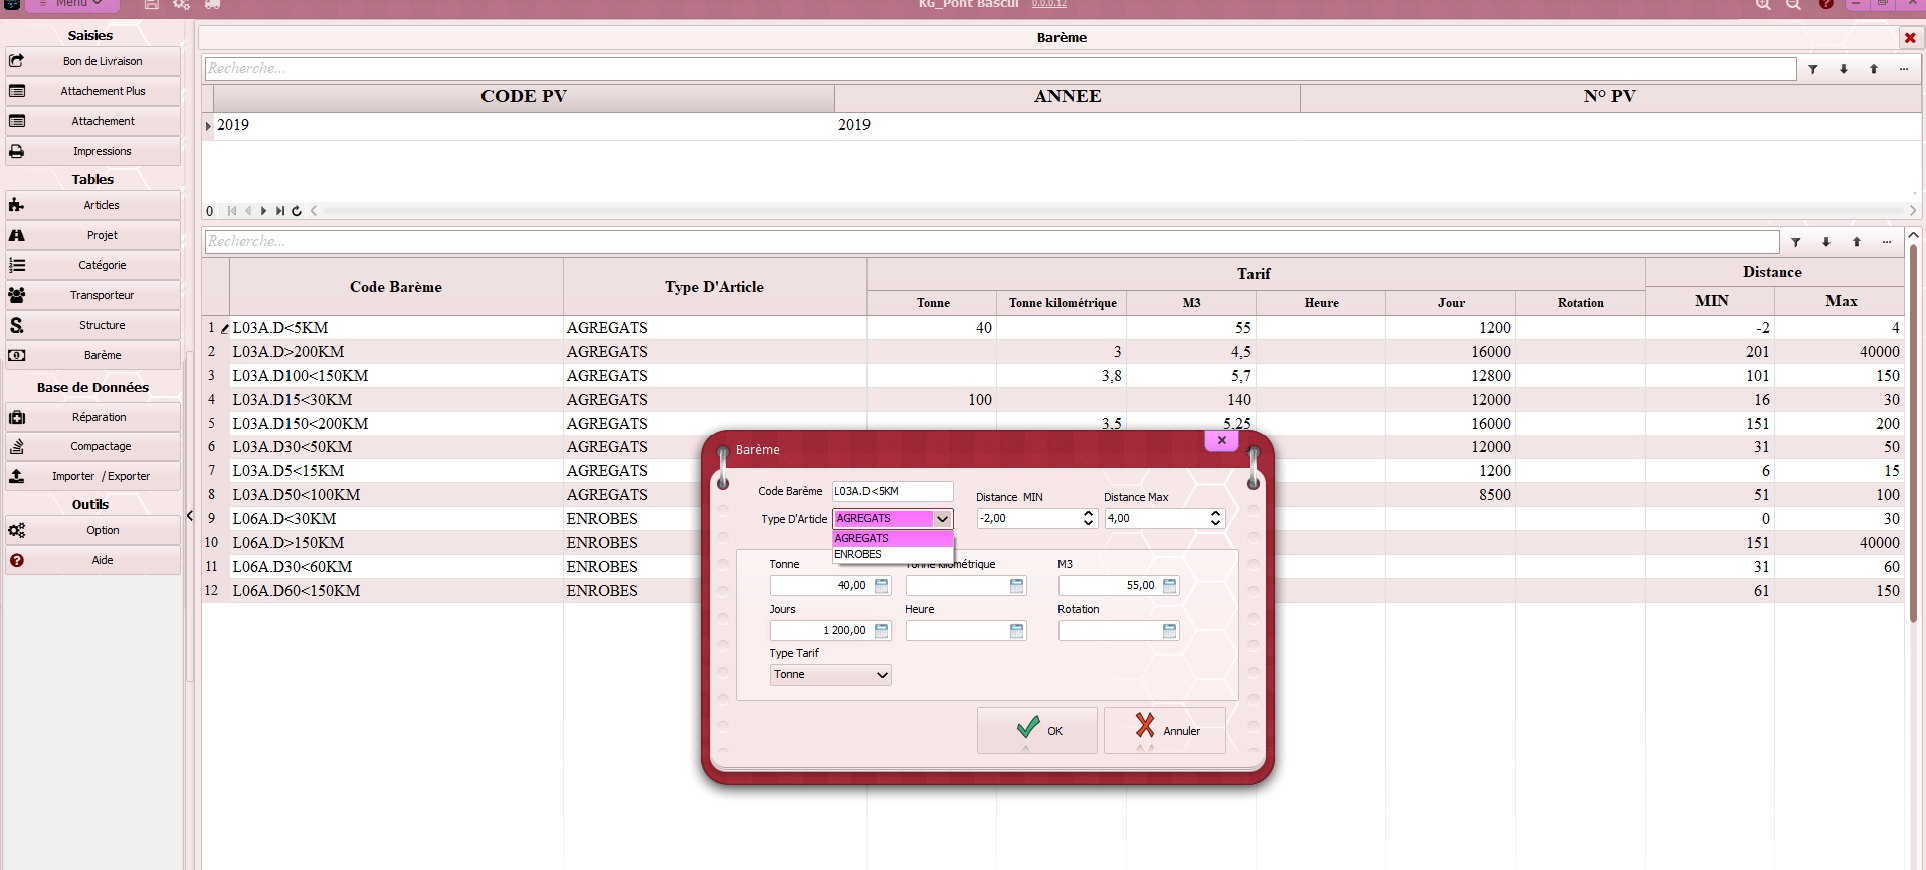 Menu
KG_Pont Bascul 0.0.0.12
Saisies
Bon de Livraison
Attachement Plus
Attachement
Impressions
Tables
Articles
Projet
Catégorie
Transporteur
Structure
Barème
Base de Données
Réparation
Compactage
Importer / Exporter
Outils
Option
Aide
Barème
Recherche...
CODE PV ANNEE N° PV
2019 2019
0
Recherche...
Code Barème Type D'Article Tarif Distance
Tonne Tonne killométrique M3 Heure Jour Rotation MIN Max
1 L03A.D<5KM AGREGATS 40 55 1200 -2 4
2 L03A.D>200KM AGREGATS 3 4,5 16000 201 40000
3 L03A.D100<150KM AGREGATS 3,8 5,7 12800 101 150
4 L03A.D15<30KM AGREGATS 100 140 12000 16 30
5 L03A.D150<200KM AGREGATS 3,5 5,25 16000 151 200
6 L03A.D30<50KM AGREGATS 12000 31 50
7 L03A.D5<15KM AGREGATS 1200 6 15
8 L03A.D50<100KM AGREGATS 8500 51 100
9 L06A.D<30KM ENROBES 0 30
10 L06A.D>150KM ENROBES 151 40000
11 L06A.D30<60KM ENROBES 31 60
12 L06A.D60<150KM ENROBES 61 150
Barème
Code Barème L03A.D<5KM Distance MIN Distance Max
Type D'Article AGREGATS -2,00 4,00
AGREGATS
ENROBES
Tonne kilométrique M3
40,00 55,00
Jours Heure Rotation
1 200,00
Type Tarif
Tonne
OK Annuler